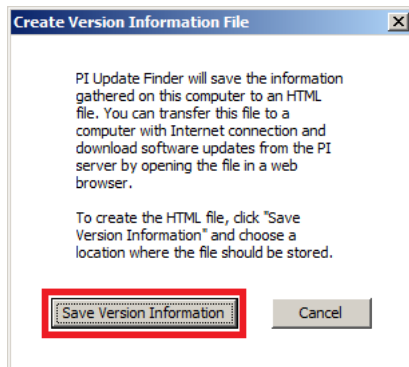 Create Version Information File
PI Update Finder will save the information
gathered on this computer to an HTML
file. You can transfer this file to a
computer with Internet connection and
download software updates from the PI
server by opening the file in a web
browser.
To create the HTML file, click "Save
Version Information" and choose a
location where the file should be stored.
Save Version Information
Cancel